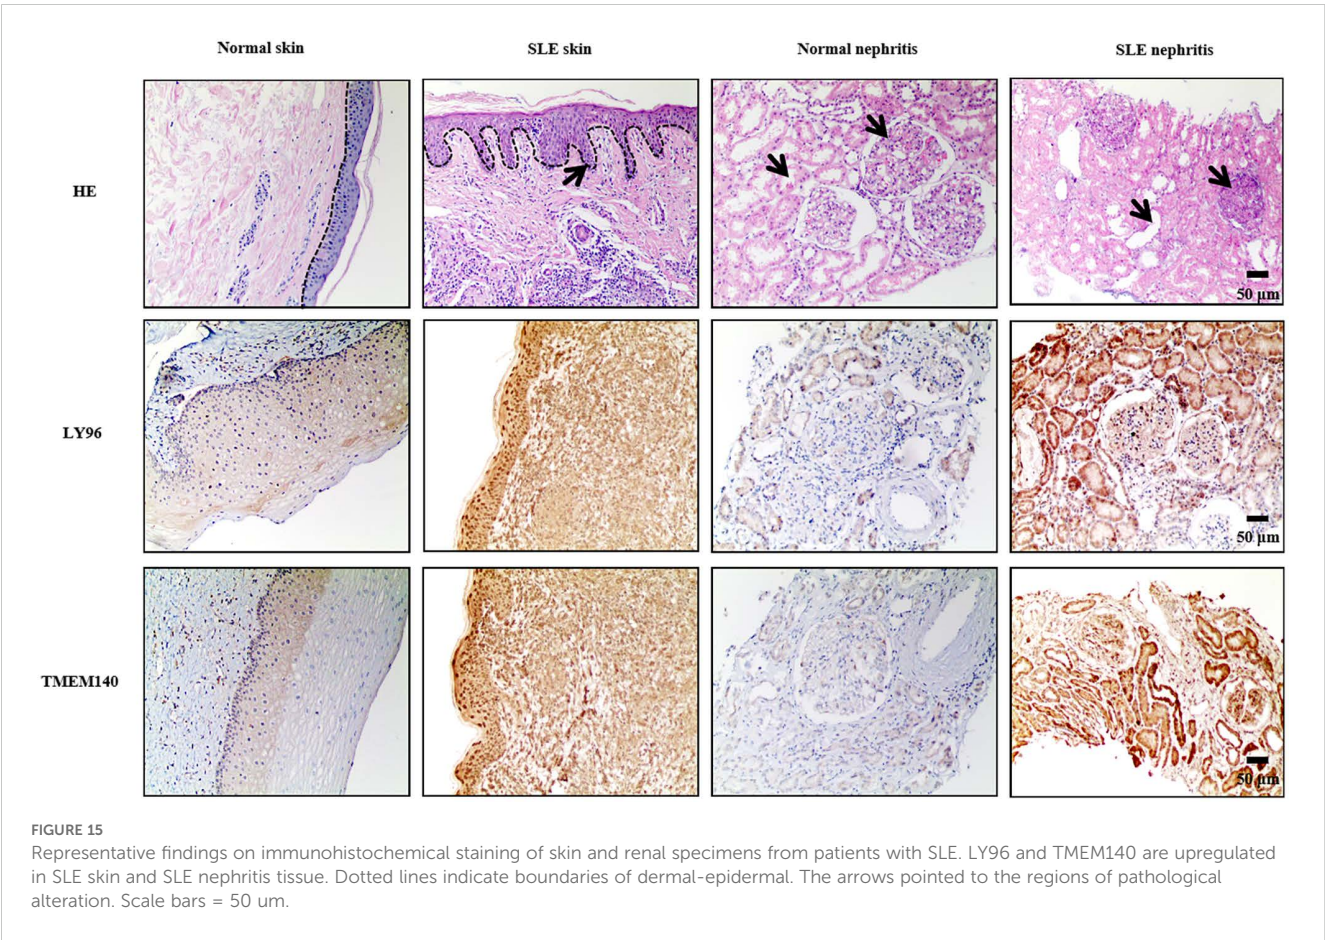 Normal skin
SLE skin
Normal nephritis
SLE nephritis
HE
50 µm
LY96
50 µm
TMEM140
50 µm
FIGURE 15
Representative findings on immunohistochemical staining of skin and renal specimens from patients with SLE. LY96 and TMEM140 are upregulated
in SLE skin and SLE nephritis tissue. Dotted lines indicate boundaries of dermal-epidermal. The arrows pointed to the regions of pathological
alteration. Scale bars = 50 um.